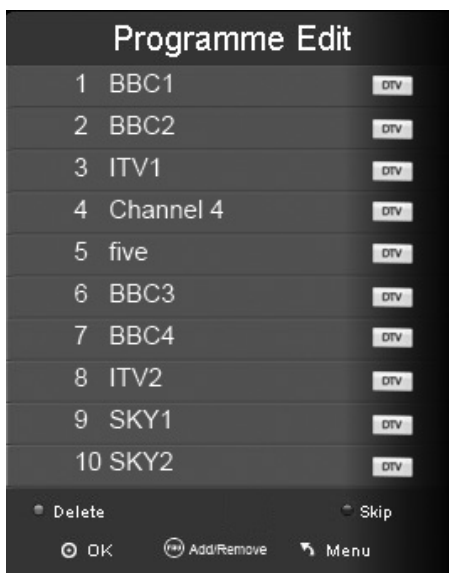 Programme Edit
1 BBC1 DTV
2 BBC2 DTV
3 ITV1 DTV
4 Channel 4 DTV
5 five DTV
6 BBC3 DTV
7 BBC4 DTV
8 ITV2 DTV
9 SKY1 DTV
10 SKY2 DTV
Delete Skip
OK FAV Add/Remove Menu